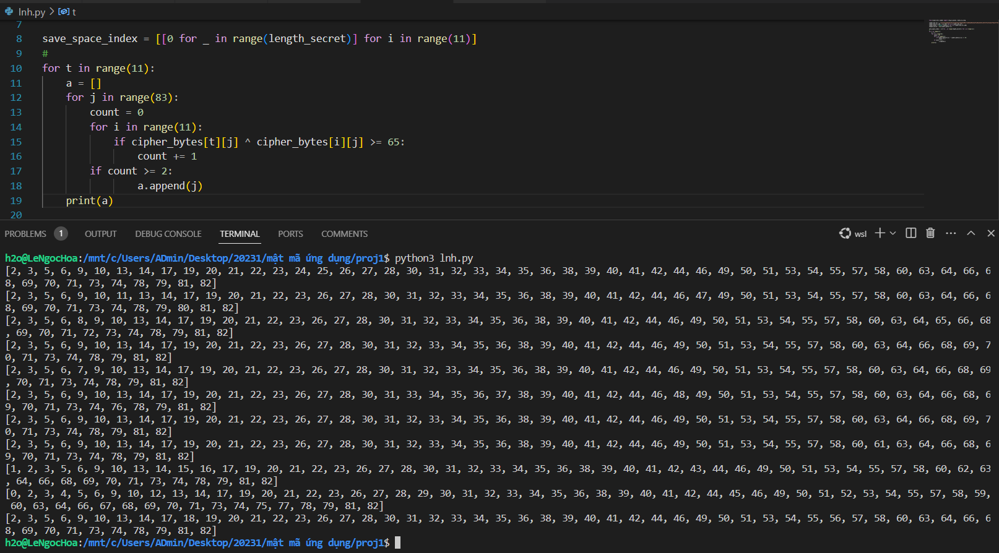 lnh.py > t
7
8 save_space_index = [[0 for _ in range(length_secret)] for i in range(11)]
9 #
10 for t in range(11):
11 a = []
12 for j in range(83):
13 count = 0
14 for i in range(11):
15 if cipher_bytes[t][j] ^ cipher_bytes[i][j] >= 65:
16 count += 1
17 if count >= 2:
18 a.append(j)
19 print(a)
20
PROBLEMS 1 OUTPUT DEBUG CONSOLE TERMINAL PORTS COMMENTS wsl
h2o@LeNgocHoa:/mnt/c/Users/ADmin/Desktop/20231/mật mã ứng dụng/proj1$ python3 lnh.py
[2, 3, 5, 6, 9, 10, 13, 14, 17, 19, 20, 21, 22, 23, 24, 25, 26, 27, 28, 30, 31, 32, 33, 34, 35, 36, 38, 39, 40, 41, 42, 44, 46, 49, 50, 51, 53, 54, 55, 57, 58, 60, 63, 64, 66, 6
8, 69, 70, 71, 73, 74, 78, 79, 81, 82]
[2, 3, 5, 6, 9, 10, 11, 13, 14, 17, 19, 20, 21, 22, 23, 26, 27, 28, 30, 31, 32, 33, 34, 35, 36, 38, 39, 40, 41, 42, 44, 46, 47, 49, 50, 51, 53, 54, 55, 57, 58, 60, 63, 64, 66, 6
8, 69, 70, 71, 73, 74, 78, 79, 80, 81, 82]
[2, 3, 5, 6, 8, 9, 10, 13, 14, 17, 19, 20, 21, 22, 23, 26, 27, 28, 30, 31, 32, 33, 34, 35, 36, 38, 39, 40, 41, 42, 44, 46, 49, 50, 51, 53, 54, 55, 57, 58, 60, 63, 64, 65, 66, 68
, 69, 70, 71, 72, 73, 74, 78, 79, 81, 82]
[2, 3, 5, 6, 9, 10, 13, 14, 17, 19, 20, 21, 22, 23, 26, 27, 28, 30, 31, 32, 33, 34, 35, 36, 38, 39, 40, 41, 42, 44, 46, 49, 50, 51, 53, 54, 55, 57, 58, 60, 63, 64, 66, 68, 69, 7
0, 71, 73, 74, 78, 79, 81, 82]
[2, 3, 5, 6, 7, 9, 10, 13, 14, 17, 19, 20, 21, 22, 23, 26, 27, 28, 30, 31, 32, 33, 34, 35, 36, 38, 39, 40, 41, 42, 44, 46, 49, 50, 51, 53, 54, 55, 57, 58, 60, 63, 64, 66, 68, 69
, 70, 71, 73, 74, 78, 79, 81, 82]
[2, 3, 5, 6, 9, 10, 13, 14, 17, 19, 20, 21, 22, 23, 26, 27, 28, 30, 31, 33, 34, 35, 36, 37, 38, 39, 40, 41, 42, 44, 46, 48, 49, 50, 51, 53, 54, 55, 57, 58, 60, 63, 64, 66, 68, 6
9, 70, 71, 73, 74, 76, 78, 79, 81, 82]
[2, 3, 5, 6, 9, 10, 13, 14, 17, 19, 20, 21, 22, 23, 26, 27, 28, 30, 31, 32, 33, 34, 35, 36, 38, 39, 40, 41, 42, 44, 46, 49, 50, 51, 53, 54, 55, 57, 58, 60, 63, 64, 66, 68, 69, 7
0, 71, 73, 74, 78, 79, 81, 82]
[2, 3, 5, 6, 9, 10, 13, 14, 17, 19, 20, 21, 22, 23, 26, 27, 28, 30, 31, 32, 33, 34, 35, 36, 38, 39, 40, 41, 42, 44, 46, 49, 50, 51, 53, 54, 55, 57, 58, 60, 61, 63, 64, 66, 68, 6
9, 70, 71, 73, 74, 78, 79, 81, 82]
[1, 2, 3, 5, 6, 9, 10, 13, 14, 15, 16, 17, 19, 20, 21, 22, 23, 26, 27, 28, 30, 31, 32, 33, 34, 35, 36, 38, 39, 40, 41, 42, 43, 44, 46, 49, 50, 51, 53, 54, 55, 57, 58, 60, 62, 63
, 64, 66, 68, 69, 70, 71, 73, 74, 78, 79, 81, 82]
[0, 2, 3, 4, 5, 6, 9, 10, 12, 13, 14, 17, 19, 20, 21, 22, 23, 26, 27, 28, 29, 30, 31, 32, 33, 34, 35, 36, 38, 39, 40, 41, 42, 44, 45, 46, 49, 50, 51, 52, 53, 54, 55, 57, 58, 59,
60, 63, 64, 66, 67, 68, 69, 70, 71, 73, 74, 75, 77, 78, 79, 81, 82]
[2, 3, 5, 6, 9, 10, 13, 14, 17, 18, 19, 20, 21, 22, 23, 26, 27, 28, 30, 31, 32, 33, 34, 35, 36, 38, 39, 40, 41, 42, 44, 46, 49, 50, 51, 53, 54, 55, 56, 57, 58, 60, 63, 64, 66, 6
8, 69, 70, 71, 73, 74, 78, 79, 81, 82]
h2o@LeNgocHoa:/mnt/c/Users/ADmin/Desktop/20231/mật mã ứng dụng/proj1$